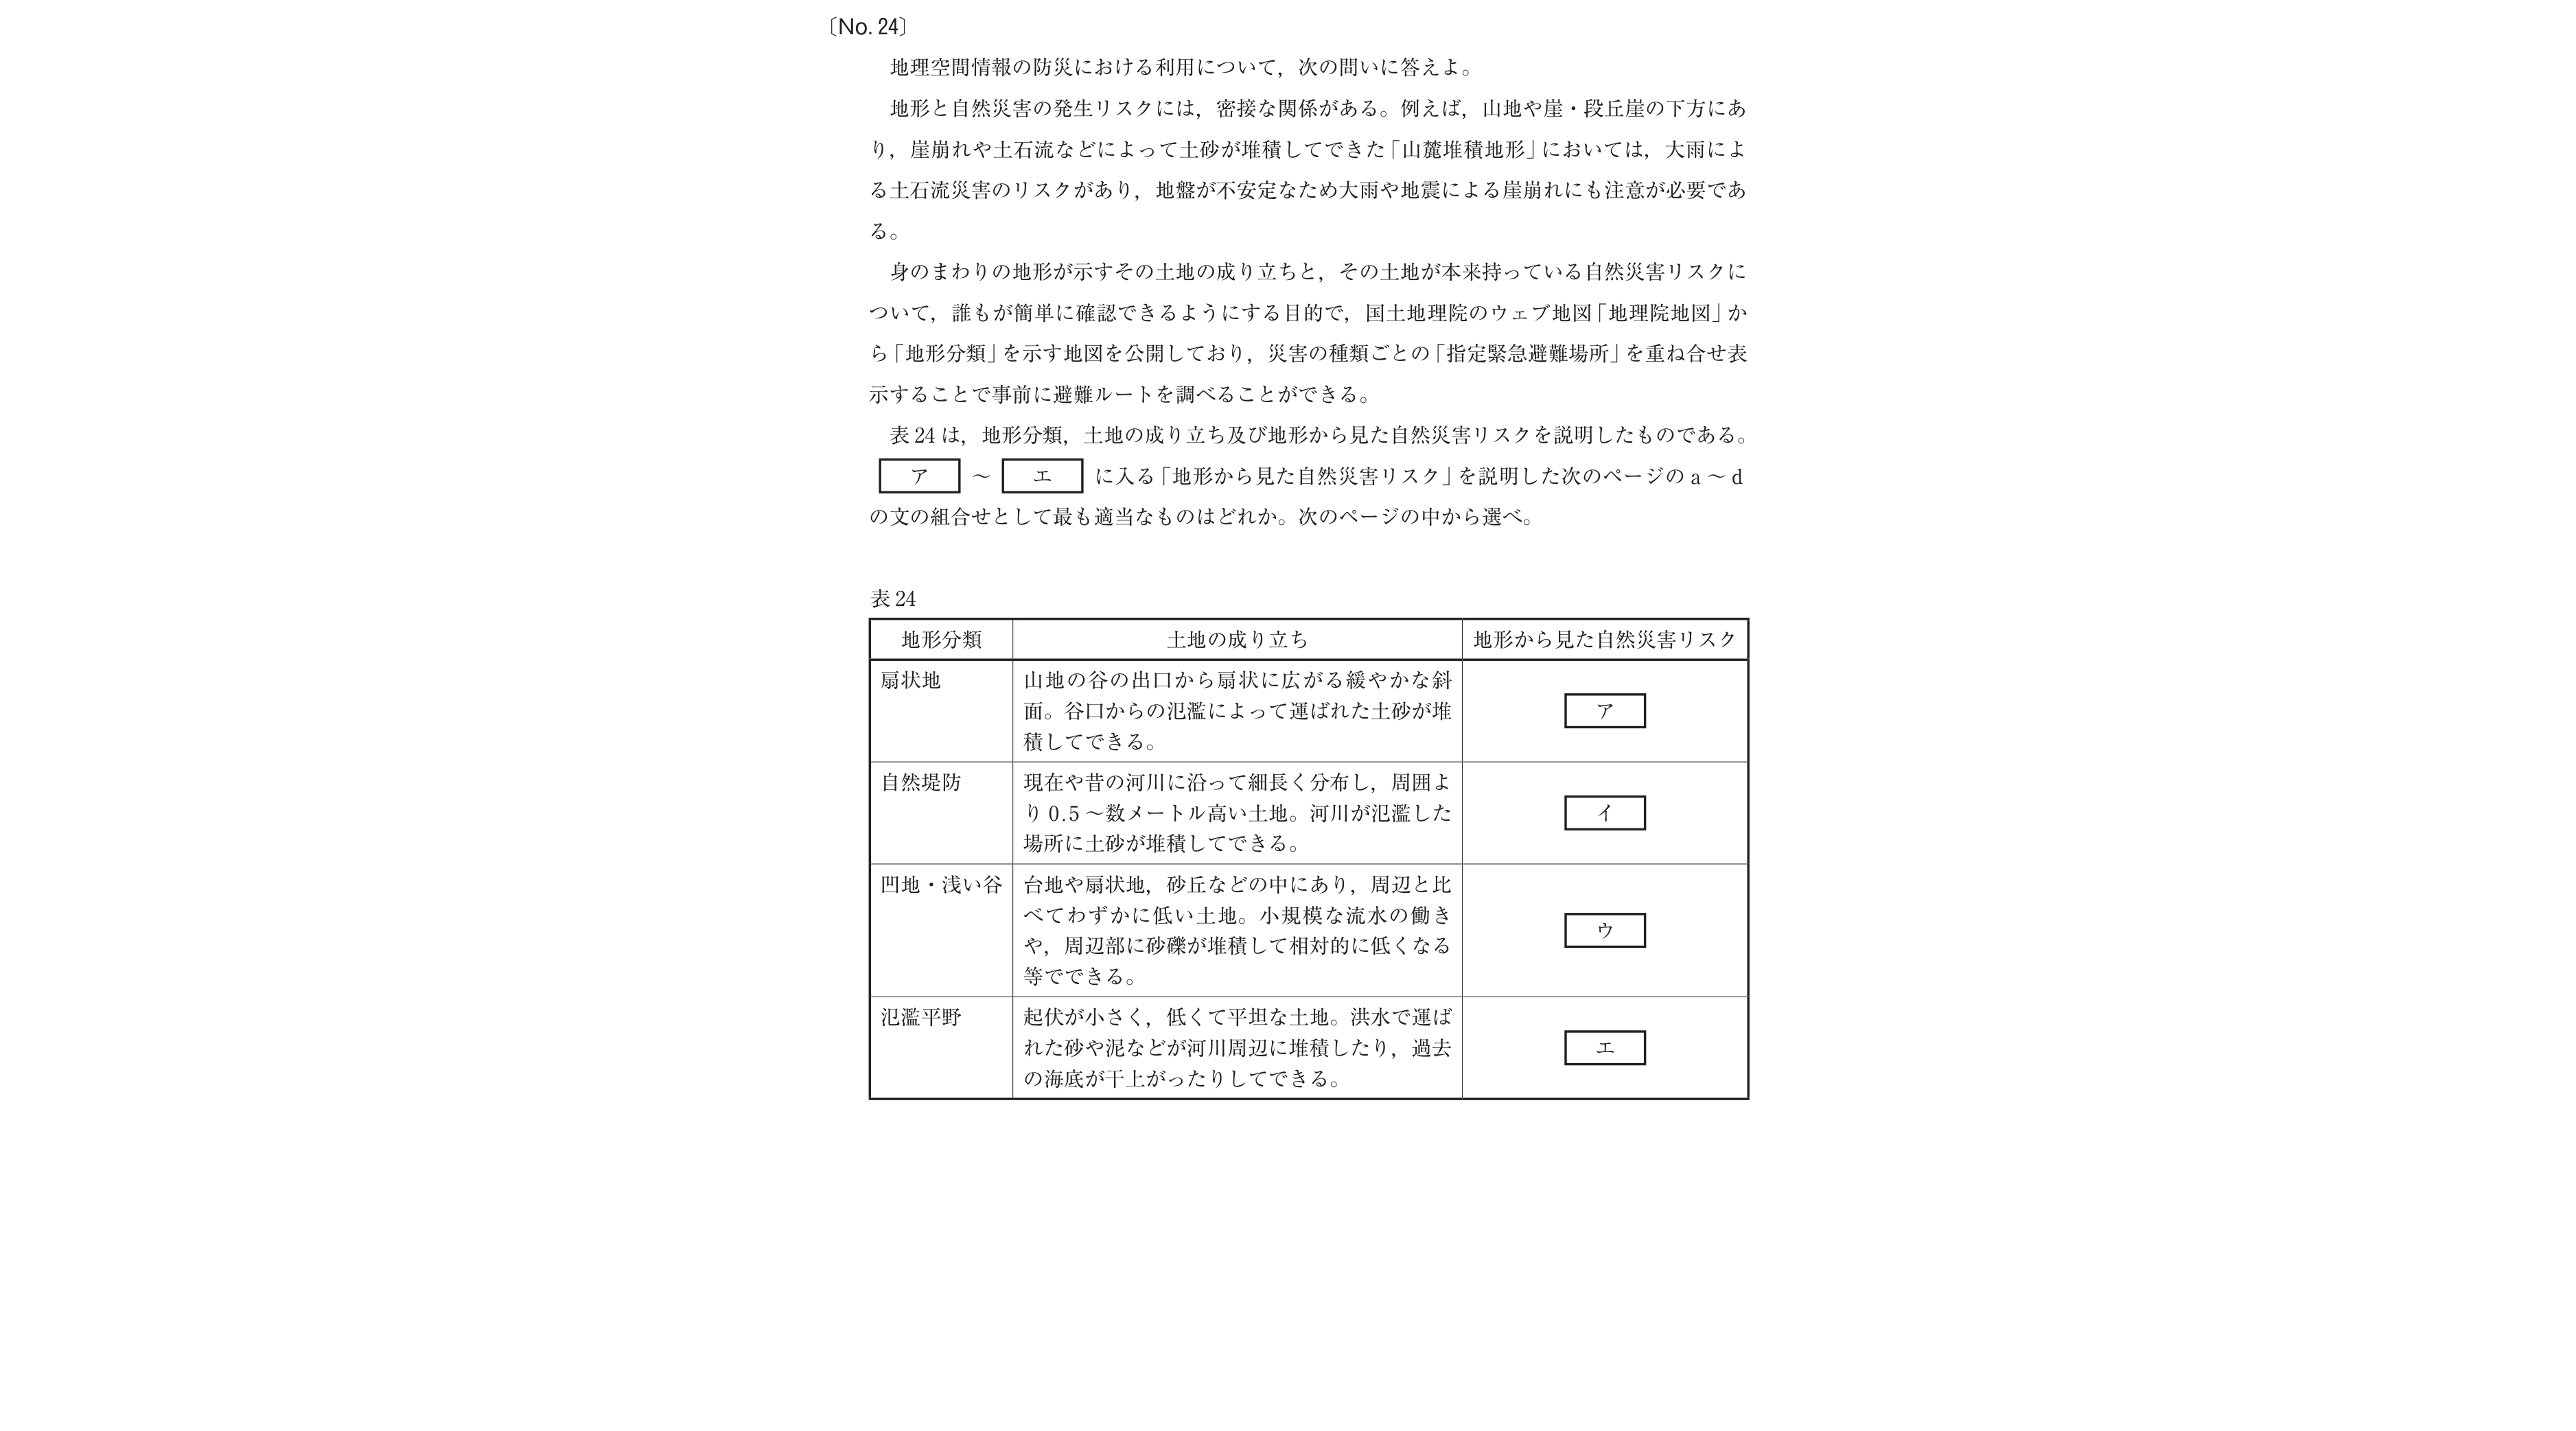 〔No. 24〕
地理空間情報の防災における利用について，次の問いに答えよ。
地形と自然災害の発生リスクには，密接な関係がある。例えば，山地や崖・段丘崖の下方にあ
り，崖崩れや土石流などによって土砂が堆積してできた「山麓堆積地形」においては，大雨によ
る土石流災害のリスクがあり，地盤が不安定なため大雨や地震による崖崩れにも注意が必要であ
る。
身のまわりの地形が示すその土地の成り立ちと，その土地が本来持っている自然災害リスクに
ついて，誰もが簡単に確認できるようにする目的で，国土地理院のウェブ地図「地理院地図」か
ら「地形分類」を示す地図を公開しており，災害の種類ごとの「指定緊急避難場所」を重ね合せ表
示することで事前に避難ルートを調べることができる。
表 24 は，地形分類，土地の成り立ち及び地形から見た自然災害リスクを説明したものである。
ア ～ エ に入る「地形から見た自然災害リスク」を説明した次のページの a ～ d
の文の組合せとして最も適当なものはどれか。次のページの中から選べ。
表 24
地形分類 土地の成り立ち 地形から見た自然災害リスク
扇状地 山地の谷の出口から扇状に広がる緩やかな斜
面。谷口からの氾濫によって運ばれた土砂が堆
積してできる。
ア
自然堤防 現在や昔の河川に沿って細長く分布し，周囲よ
り 0.5 ～数メートル高い土地。河川が氾濫した
場所に土砂が堆積してできる。
イ
凹地・浅い谷 台地や扇状地，砂丘などの中にあり，周辺と比
べてわずかに低い土地。小規模な流水の働き
や，周辺部に砂礫が堆積して相対的に低くなる
等でできる。
ウ
氾濫平野 起伏が小さく，低くて平坦な土地。洪水で運ば
れた砂や泥などが河川周辺に堆積したり，過去
の海底が干上がったりしてできる。
エ